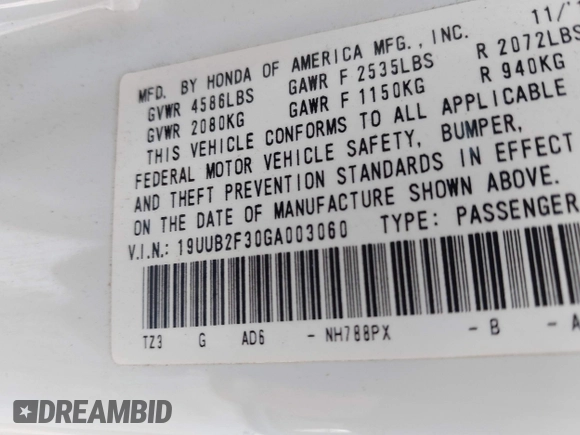 MFD. BY HONDA OF AMERICA MFG., INC. 11/
GVWR 4586LBS GAWR F 2535LBS R 2072LBS
GVWR 2080KG GAWR F 1150KG R 940KG
THIS VEHICLE CONFORMS TO ALL APPLICABLE
FEDERAL MOTOR VEHICLE SAFETY, BUMPER,
AND THEFT PREVENTION STANDARDS IN EFFECT
ON THE DATE OF MANUFACTURE SHOWN ABOVE.
V.I.N.: 19UUB2F30GA003060 TYPE: PASSENGER
TZ3 G AD6 - NH788PX - B - A
DREAMBID